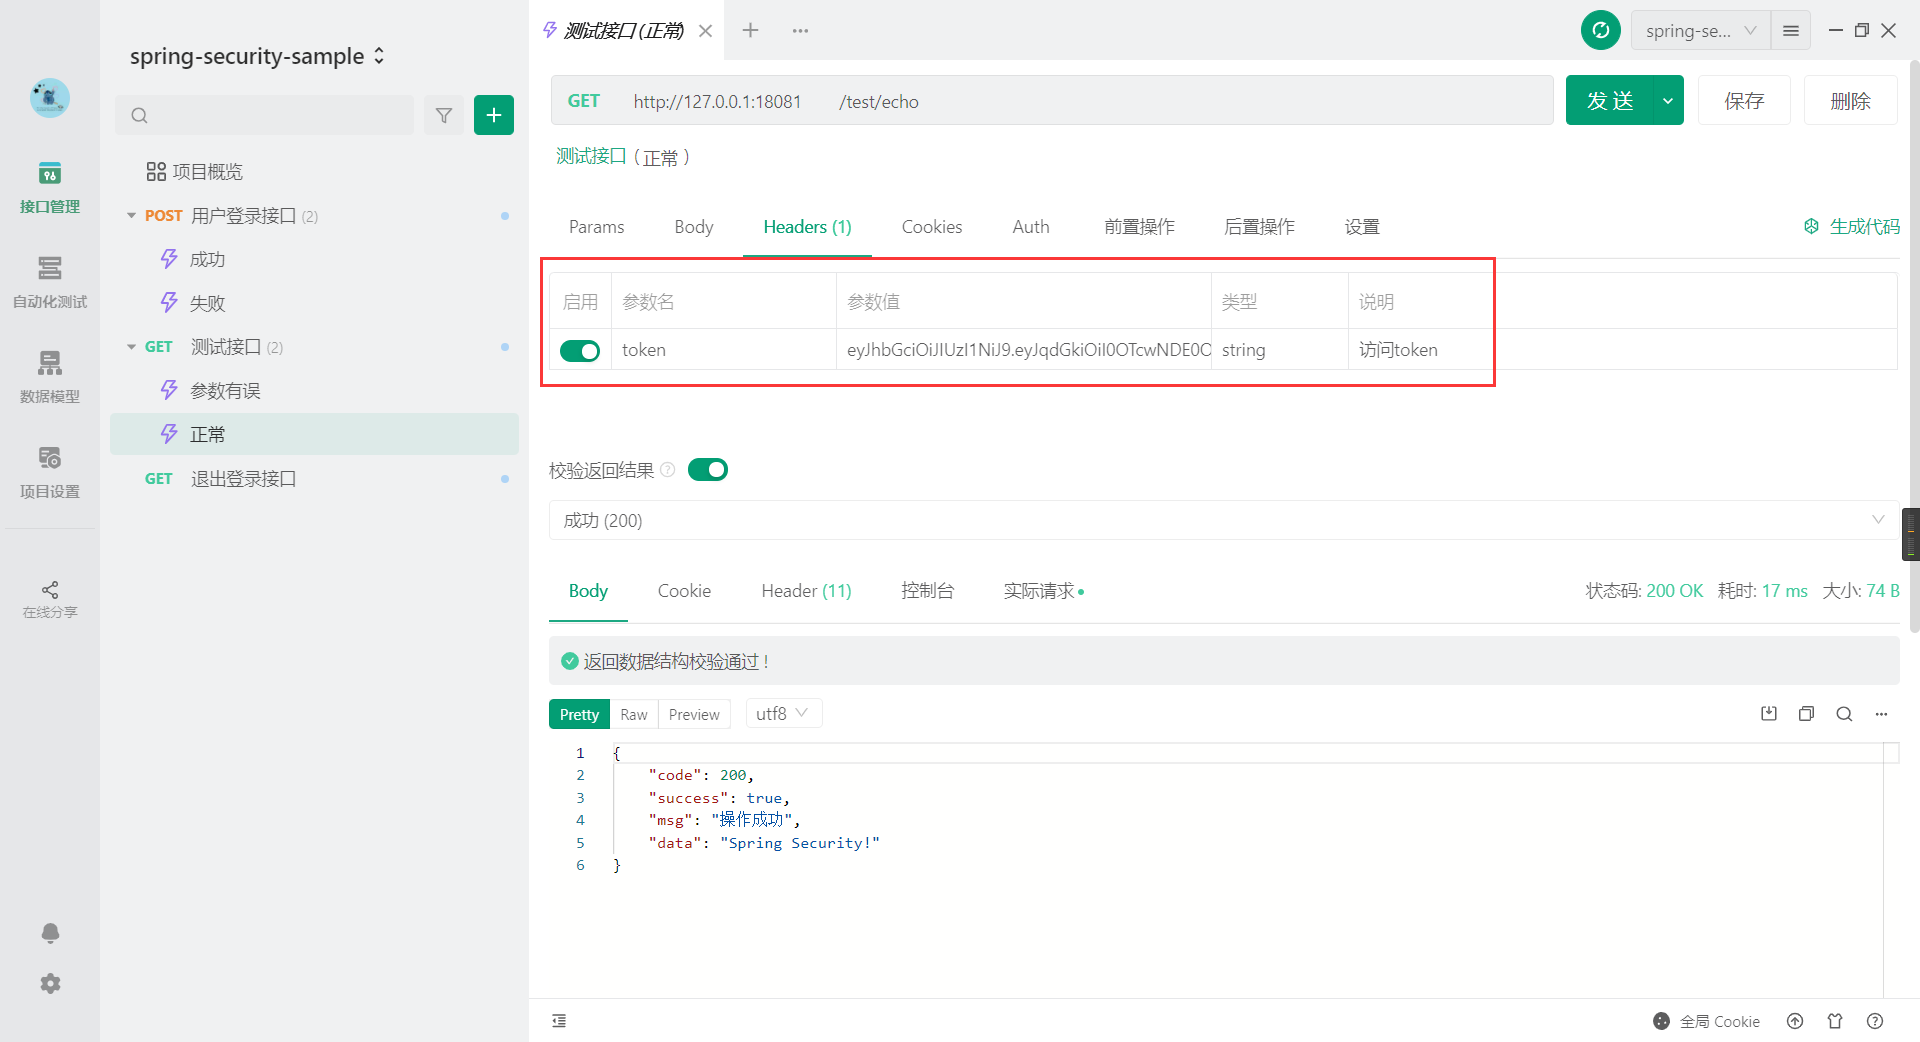 接口管理
自动化测试
数据模型
项目设置
在线分享
spring-security-sample
项目概览
POST 用户登录接口 (2)
成功
失败
GET 测试接口 (2)
参数有误
正常
GET 退出登录接口
测试接口 (正常)
spring-se...
GET http://127.0.0.1:18081 /test/echo
发 送
保存
删除
测试接口（正常）
Params Body Headers (1) Cookies Auth 前置操作 后置操作 设置
生成代码
启用 参数名 参数值 类型 说明
token eyJhbGciOiJIUzI1NiJ9.eyJqdGkiOiI0OTcwNDE0O string 访问token
校验返回结果
成功 (200)
Body Cookie Header (11) 控制台 实际请求
状态码: 200 OK 耗时: 17 ms 大小: 74 B
返回数据结构校验通过！
Pretty Raw Preview utf8
1 {
2 "code": 200,
3 "success": true,
4 "msg": "操作成功",
5 "data": "Spring Security!"
6 }
全局 Cookie